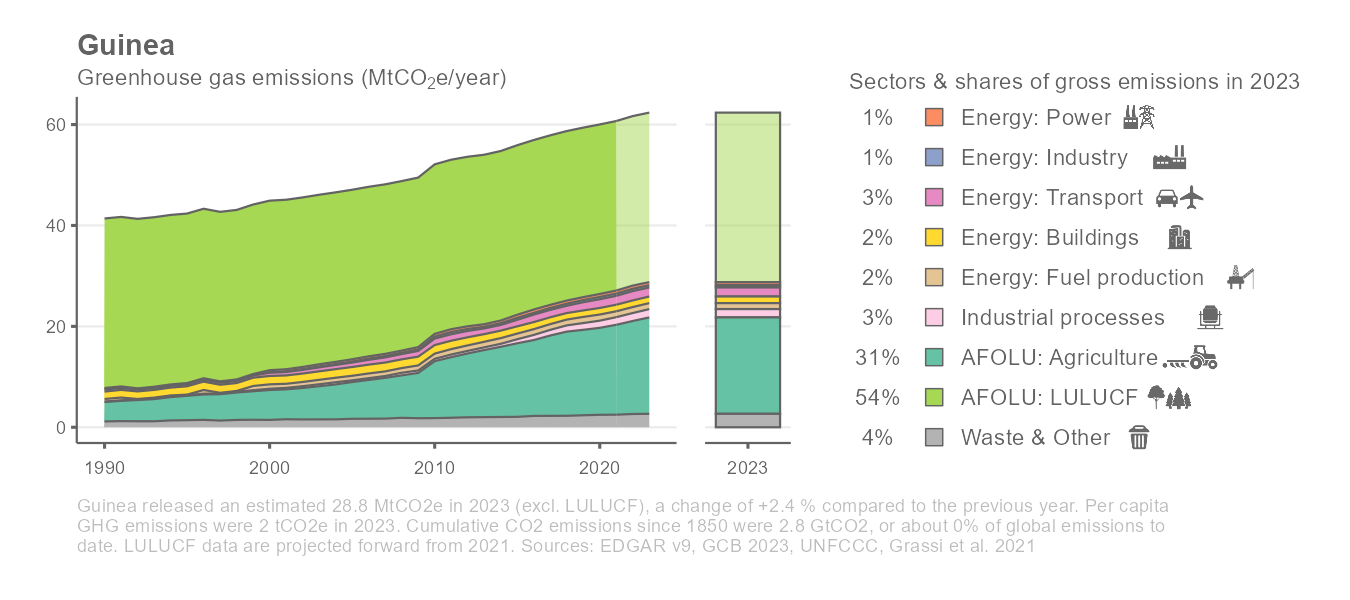 Guinea
Greenhouse gas emissions (MtCO₂e/year)
60
40
20
0
1990
2000
2010
2020
2023
Sectors & shares of gross emissions in 2023
1% Energy: Power
1% Energy: Industry
3% Energy: Transport
2% Energy: Buildings
2% Energy: Fuel production
3% Industrial processes
31% AFOLU: Agriculture
54% AFOLU: LULUCF
4% Waste & Other
Guinea released an estimated 28.8 MtCO2e in 2023 (excl. LULUCF), a change of +2.4 % compared to the previous year. Per capita
GHG emissions were 2 tCO2e in 2023. Cumulative CO2 emissions since 1850 were 2.8 GtCO2, or about 0% of global emissions to
date. LULUCF data are projected forward from 2021. Sources: EDGAR v9, GCB 2023, UNFCCC, Grassi et al. 2021